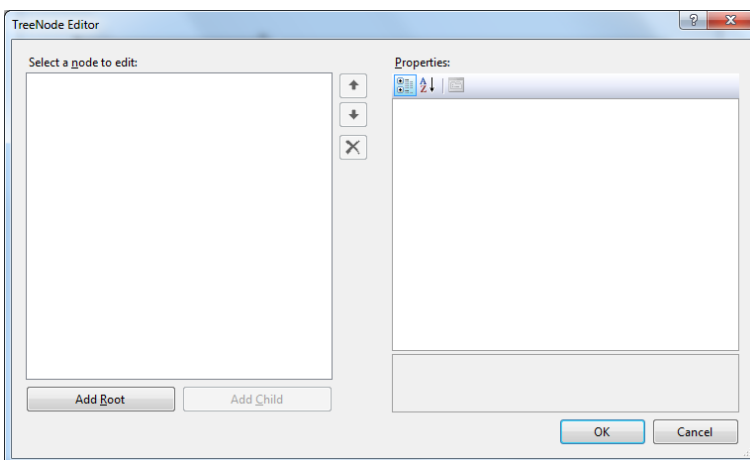 TreeNode Editor
Select a node to edit:
Properties:
Add Root
Add Child
OK
Cancel